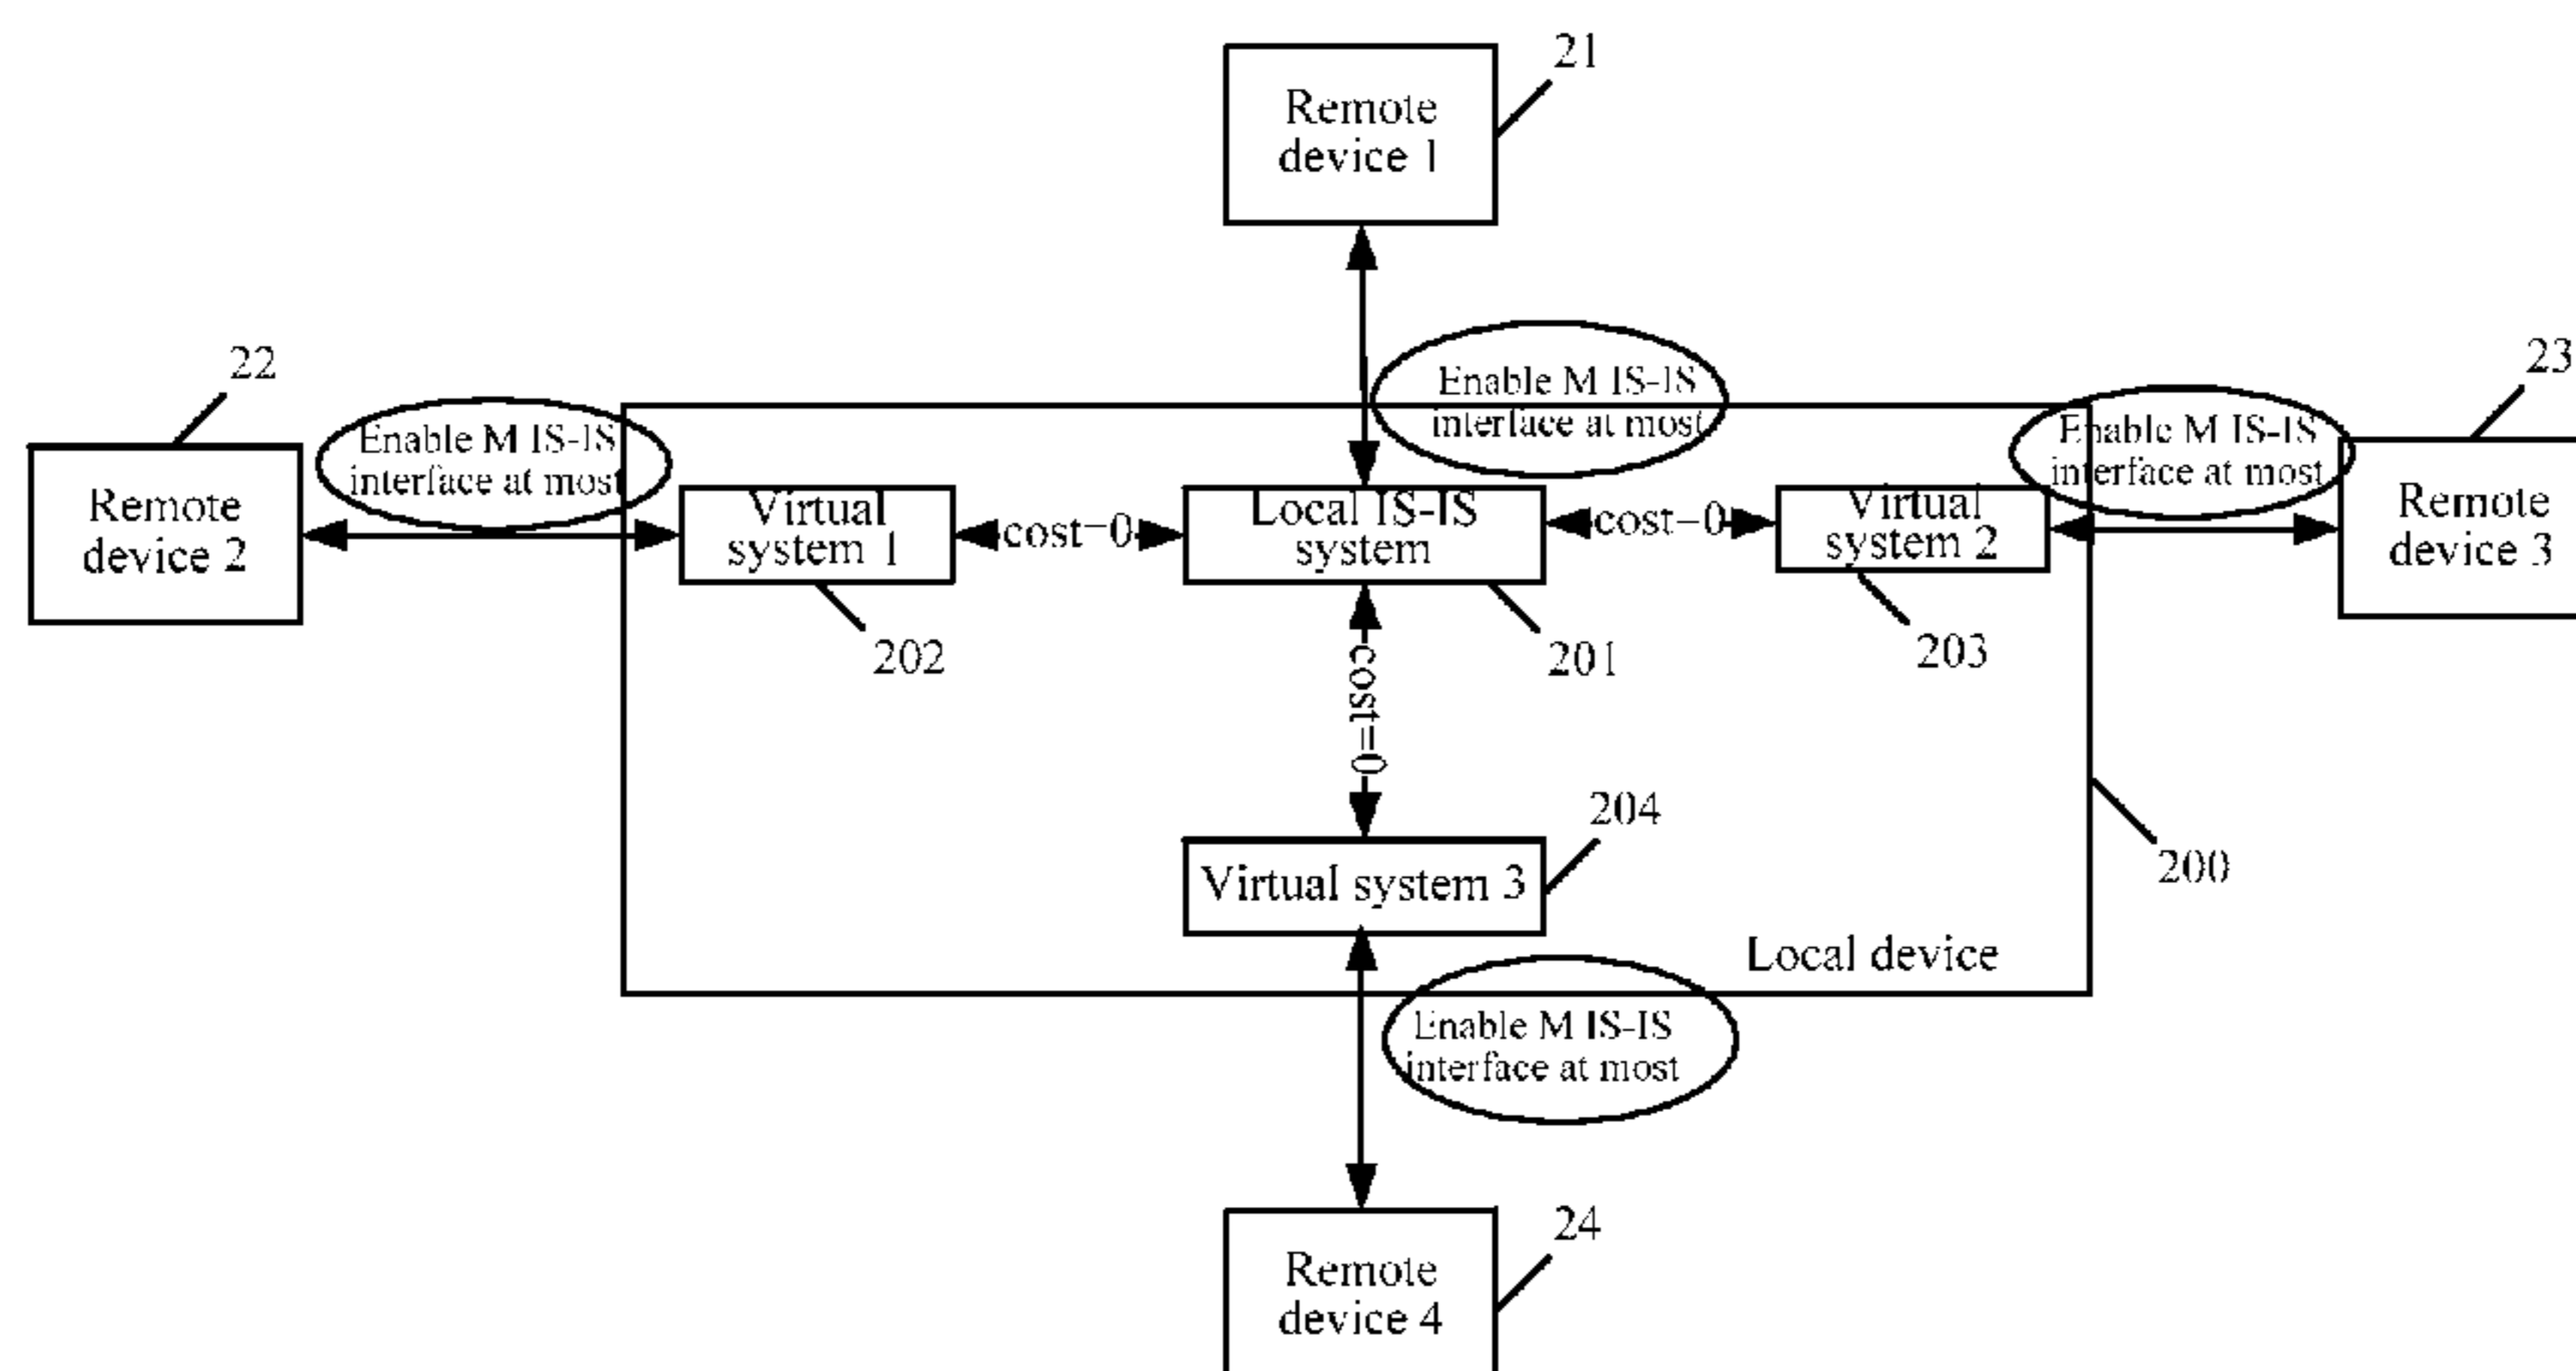 21
Remote
device 1
22
Enable M IS-IS
interface at most
Enable M IS-IS
interface at most
23
Enable M IS-IS
interface at most
Remote
device 2
Virtual
system 1
cost=0
Local IS-IS
system
cost=0
Virtual
system 2
Remote
device 3
202
201
203
cost=0
204
Virtual system 3
200
Local device
Enable M IS-IS
interface at most
24
Remote
device 4